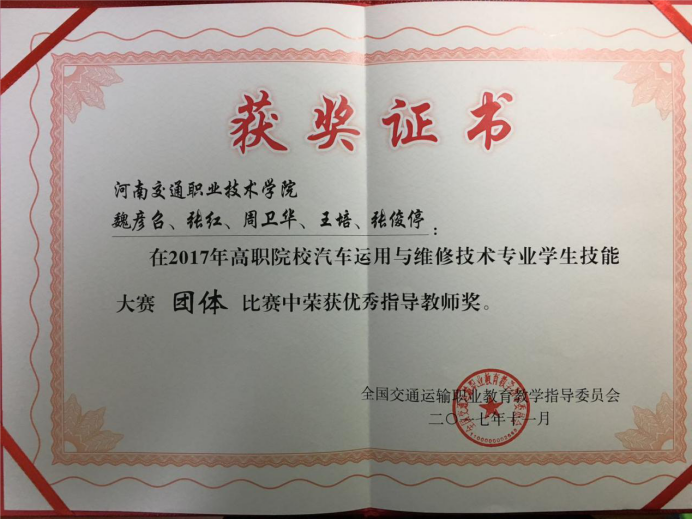 获奖证书
河南交通职业技术学院
魏彦召、张红、周卫华、王培、张俊停：
在2017年高职院校汽车运用与维修技术专业学生技能
大赛 团体 比赛中荣获优秀指导教师奖。
全国交通运输职业教育教学指导委员会
二〇一七年十一月